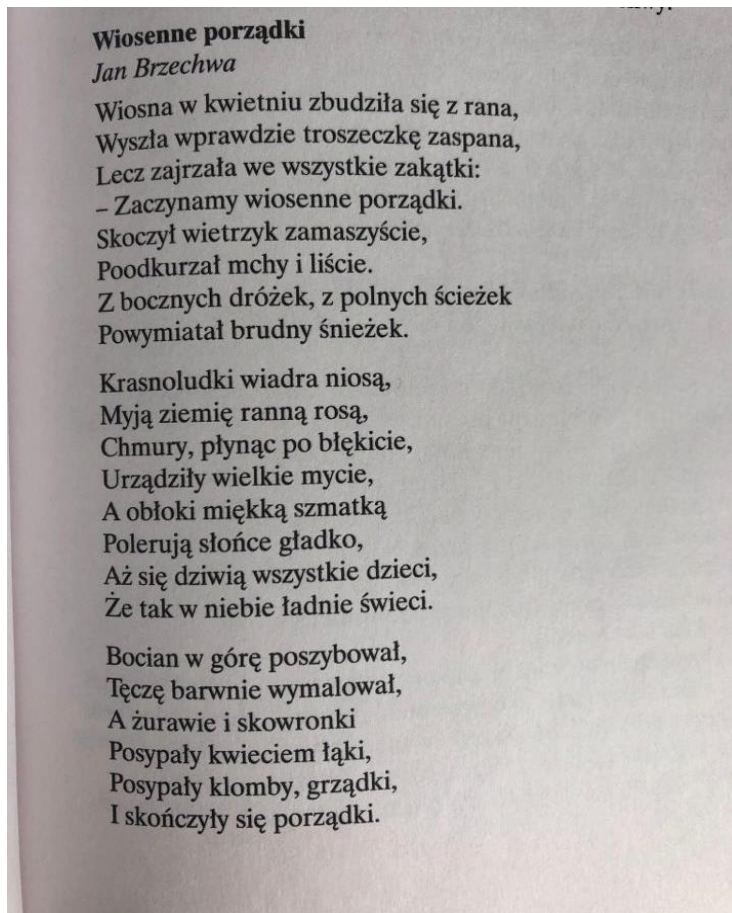 Wiosenne porządki
Jan Brzechwa
Wiosna w kwietniu zbudziła się z rana,
Wyszła wprawdzie troszeczkę zaspana,
Lecz zajrzała we wszystkie zakątki:
– Zaczynamy wiosenne porządki.
Skoczył wietrzyk zamaszyście,
Poodkurzał mchy i liście.
Z bocznych dróżek, z polnych ścieżek
Powymiatał brudny śnieżek.
Krasnoludki wiadra niosą,
Myją ziemię ranną rosą,
Chmury, płynąc po błękicie,
Urządziły wielkie mycie,
A obłoki miękką szmatką
Polerują słońce gładko,
Aż się dziwią wszystkie dzieci,
Że tak w niebie ładnie świeci.
Bocian w górę poszybował,
Tęczę barwnie wymalował,
A żurawie i skowronki
Posypały kwieciem łąki,
Posypały klomby, grządki,
I skończyły się porządki.